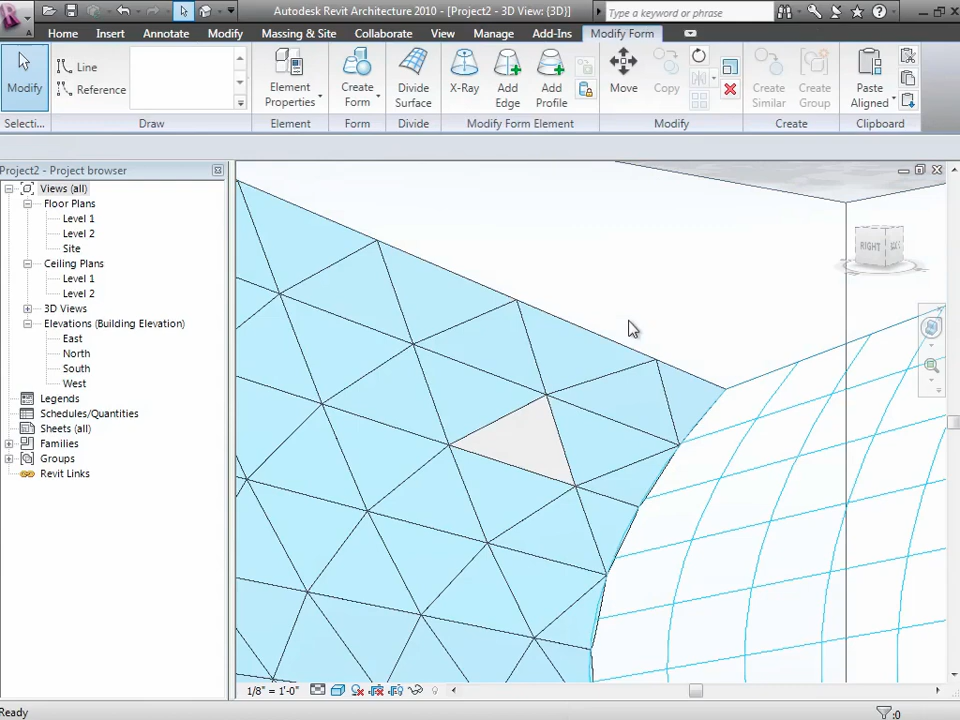 Autodesk Revit Architecture 2010 - [Project2 - 3D View: {3D}]
Type a keyword or phrase
Home Insert Annotate Modify Massing & Site Collaborate View Manage Add-Ins Modify Form
Modify
Line
Reference
Element
Properties
Create
Form
Divide
Surface
X-Ray
Add
Edge
Add
Profile
Move
Copy
Create
Similar
Create
Group
Paste
Aligned
Selecti... Draw Element Form Divide Modify Form Element Modify Create Clipboard
Project2 - Project browser
Views (all)
Floor Plans
Level 1
Level 2
Site
Ceiling Plans
Level 1
Level 2
3D Views
Elevations (Building Elevation)
East
North
South
West
Legends
Schedules/Quantities
Sheets (all)
Families
Groups
Revit Links
RIGHT
1/8" = 1'-0"
Ready
:0